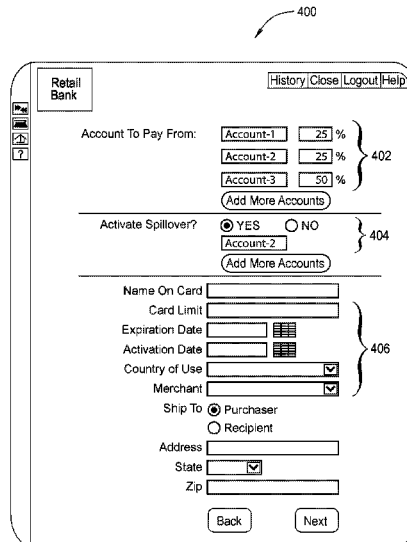 400
Retail
Bank
History Close Logout Help
?
Account To Pay From:
Account-1 25 %
Account-2 25 %
Account-3 50 %
402
Add More Accounts
Activate Spillover? YES NO
Account-2
404
Add More Accounts
Name On Card
Card Limit
Expiration Date
Activation Date
406
Country of Use
Merchant
Ship To Purchaser
Recipient
Address
State
Zip
Back Next